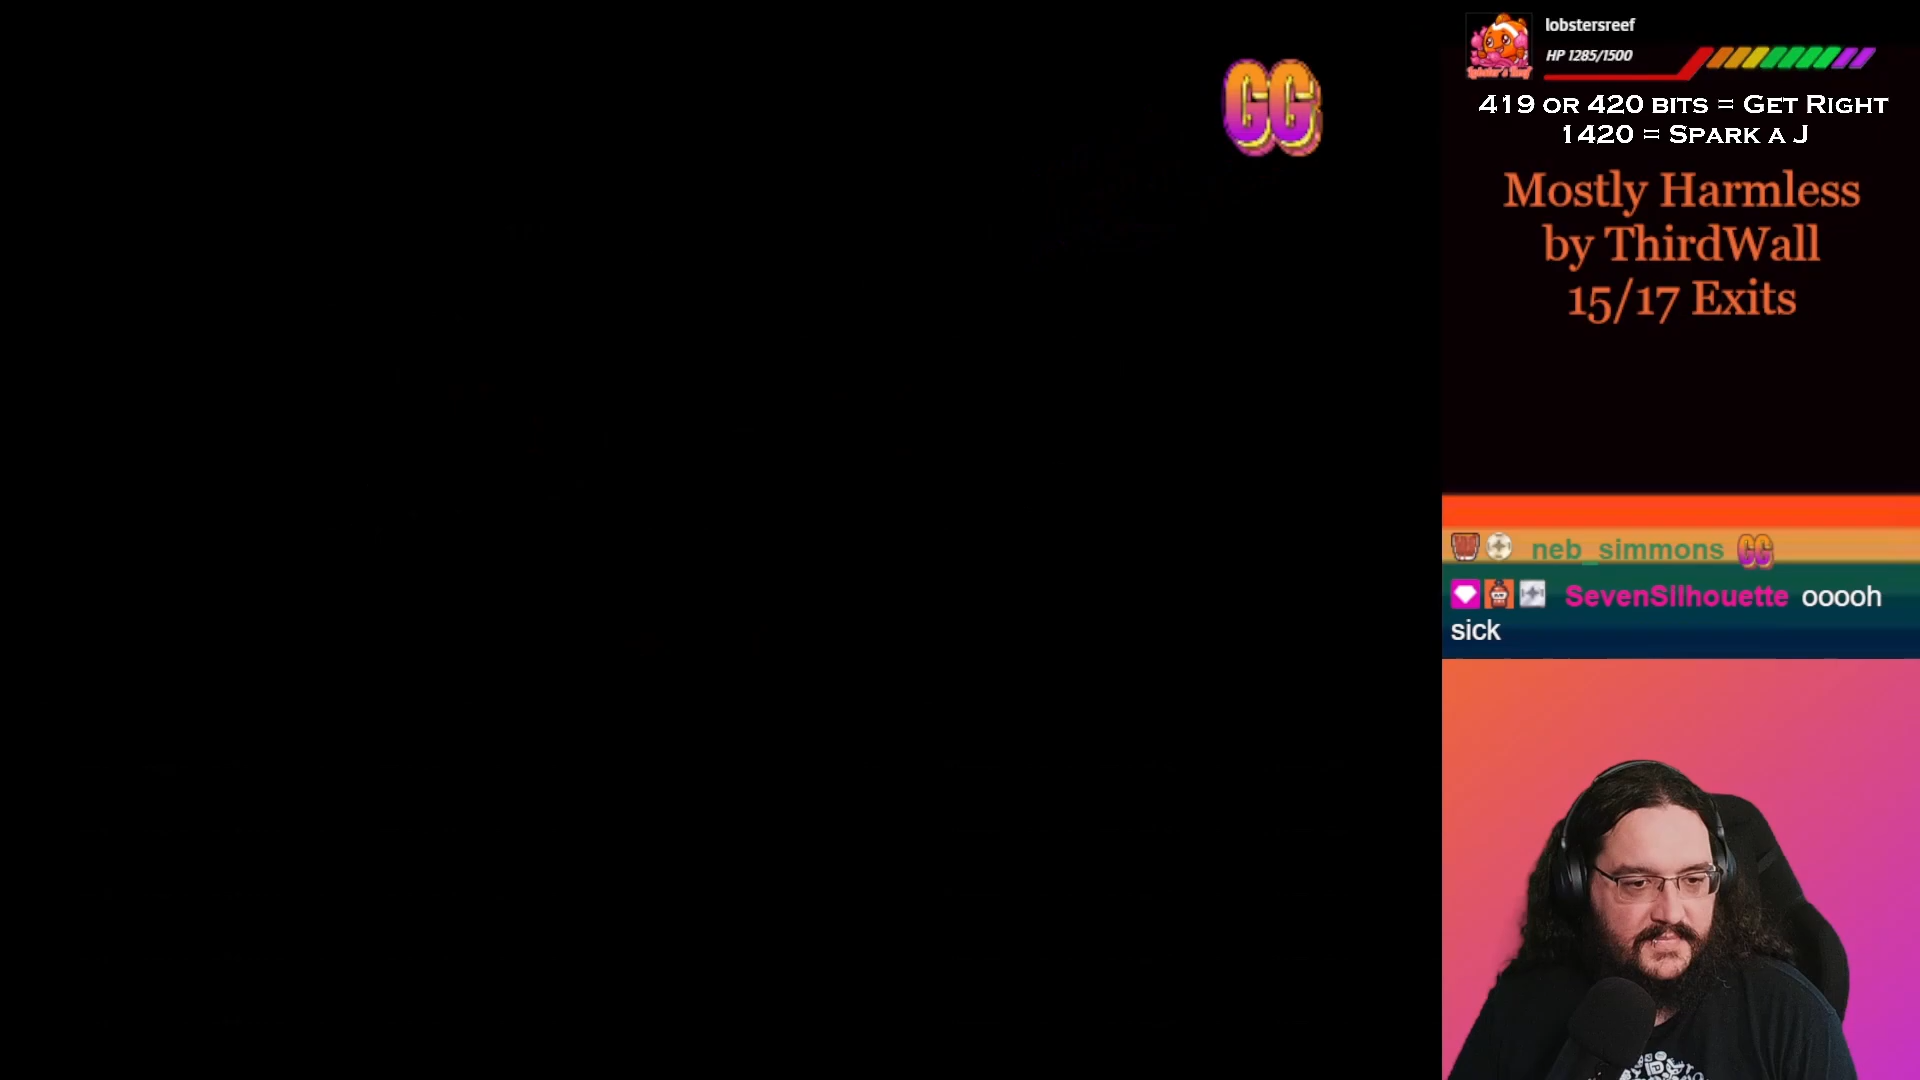 GG
lobstersreef
HP 1285/1500
419 or 420 bits = Get Right
1420 = Spark a J
Mostly Harmless
by ThirdWall
15/17 Exits
neb_simmons GG
SevenSilhouette ooooh
sick